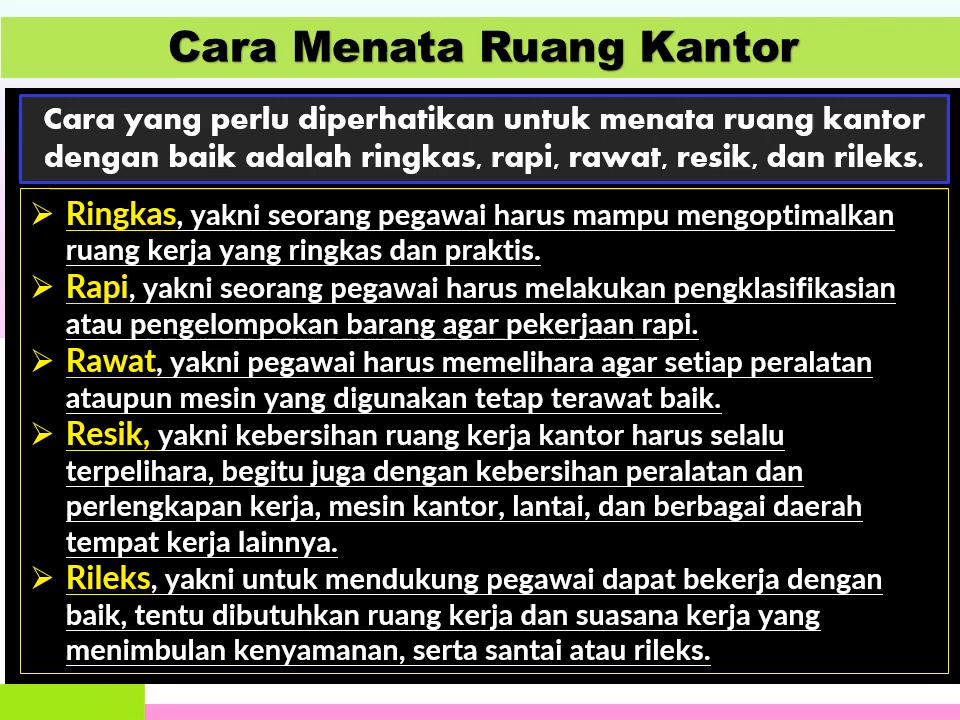 Cara Menata Ruang Kantor
Cara yang perlu diperhatikan untuk menata ruang kantor
dengan baik adalah ringkas, rapi, rawat, resik, dan rileks.
➢ Ringkas, yakni seorang pegawai harus mampu mengoptimalkan
ruang kerja yang ringkas dan praktis.
➢ Rapi, yakni seorang pegawai harus melakukan pengklasifikasian
atau pengelompokan barang agar pekerjaan rapi.
➢ Rawat, yakni pegawai harus memelihara agar setiap peralatan
ataupun mesin yang digunakan tetap terawat baik.
➢ Resik, yakni kebersihan ruang kerja kantor harus selalu
terpelihara, begitu juga dengan kebersihan peralatan dan
perlengkapan kerja, mesin kantor, lantai, dan berbagai daerah
tempat kerja lainnya.
➢ Rileks, yakni untuk mendukung pegawai dapat bekerja dengan
baik, tentu dibutuhkan ruang kerja dan suasana kerja yang
menimbulan kenyamanan, serta santai atau rileks.